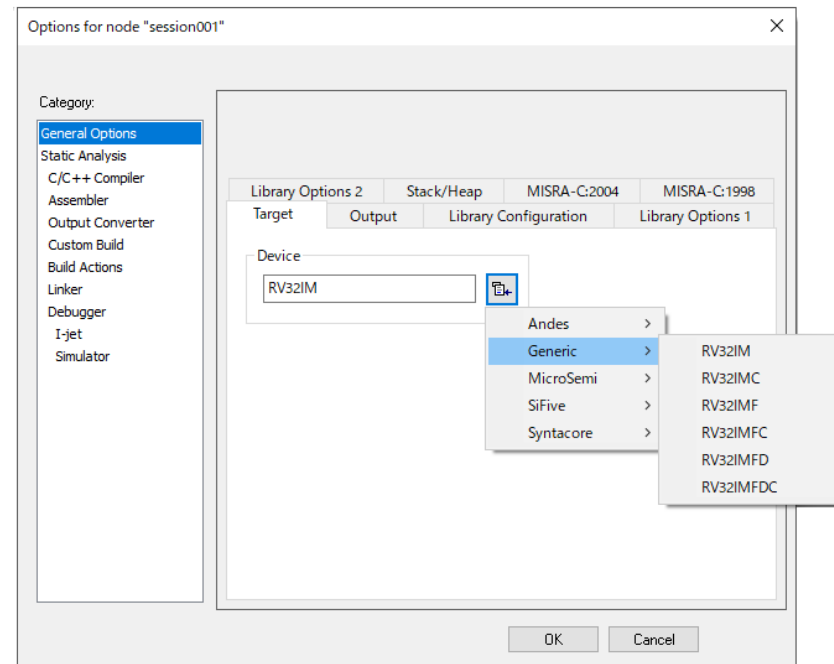 Options for node "session001"
Category:
General Options
Static Analysis
C/C++ Compiler
Assembler
Output Converter
Custom Build
Build Actions
Linker
Debugger
I-jet
Simulator
Library Options 2 Stack/Heap MISRA-C:2004 MISRA-C:1998
Target Output Library Configuration Library Options 1
Device
RV32IM
Andes
Generic
MicroSemi
SiFive
Syntacore
RV32IM
RV32IMC
RV32IMF
RV32IMFC
RV32IMFD
RV32IMFDC
OK Cancel